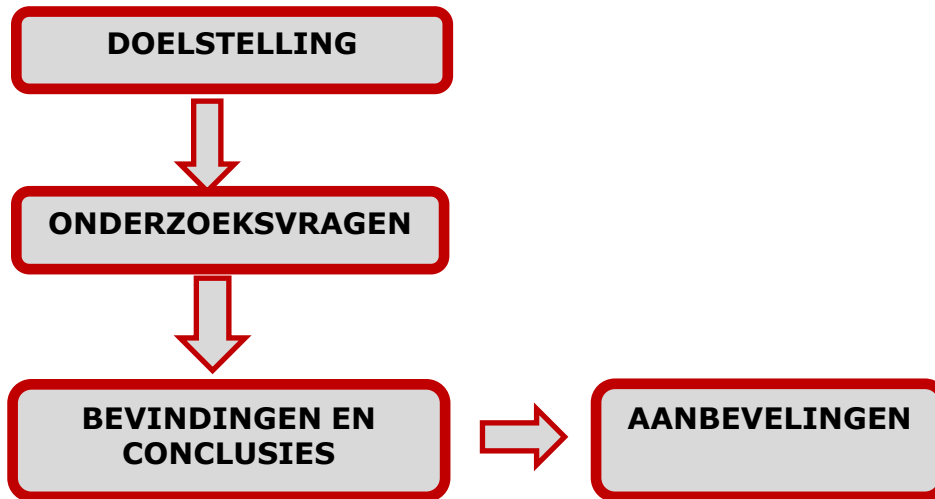 DOELSTELLING
ONDERZOEKSVRAGEN
BEVINDINGEN EN
CONCLUSIES
AANBEVELINGEN